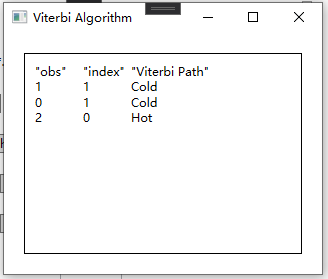 Viterbi Algorithm
"obs" "index" "Viterbi Path"
1 1 Cold
0 1 Cold
2 0 Hot